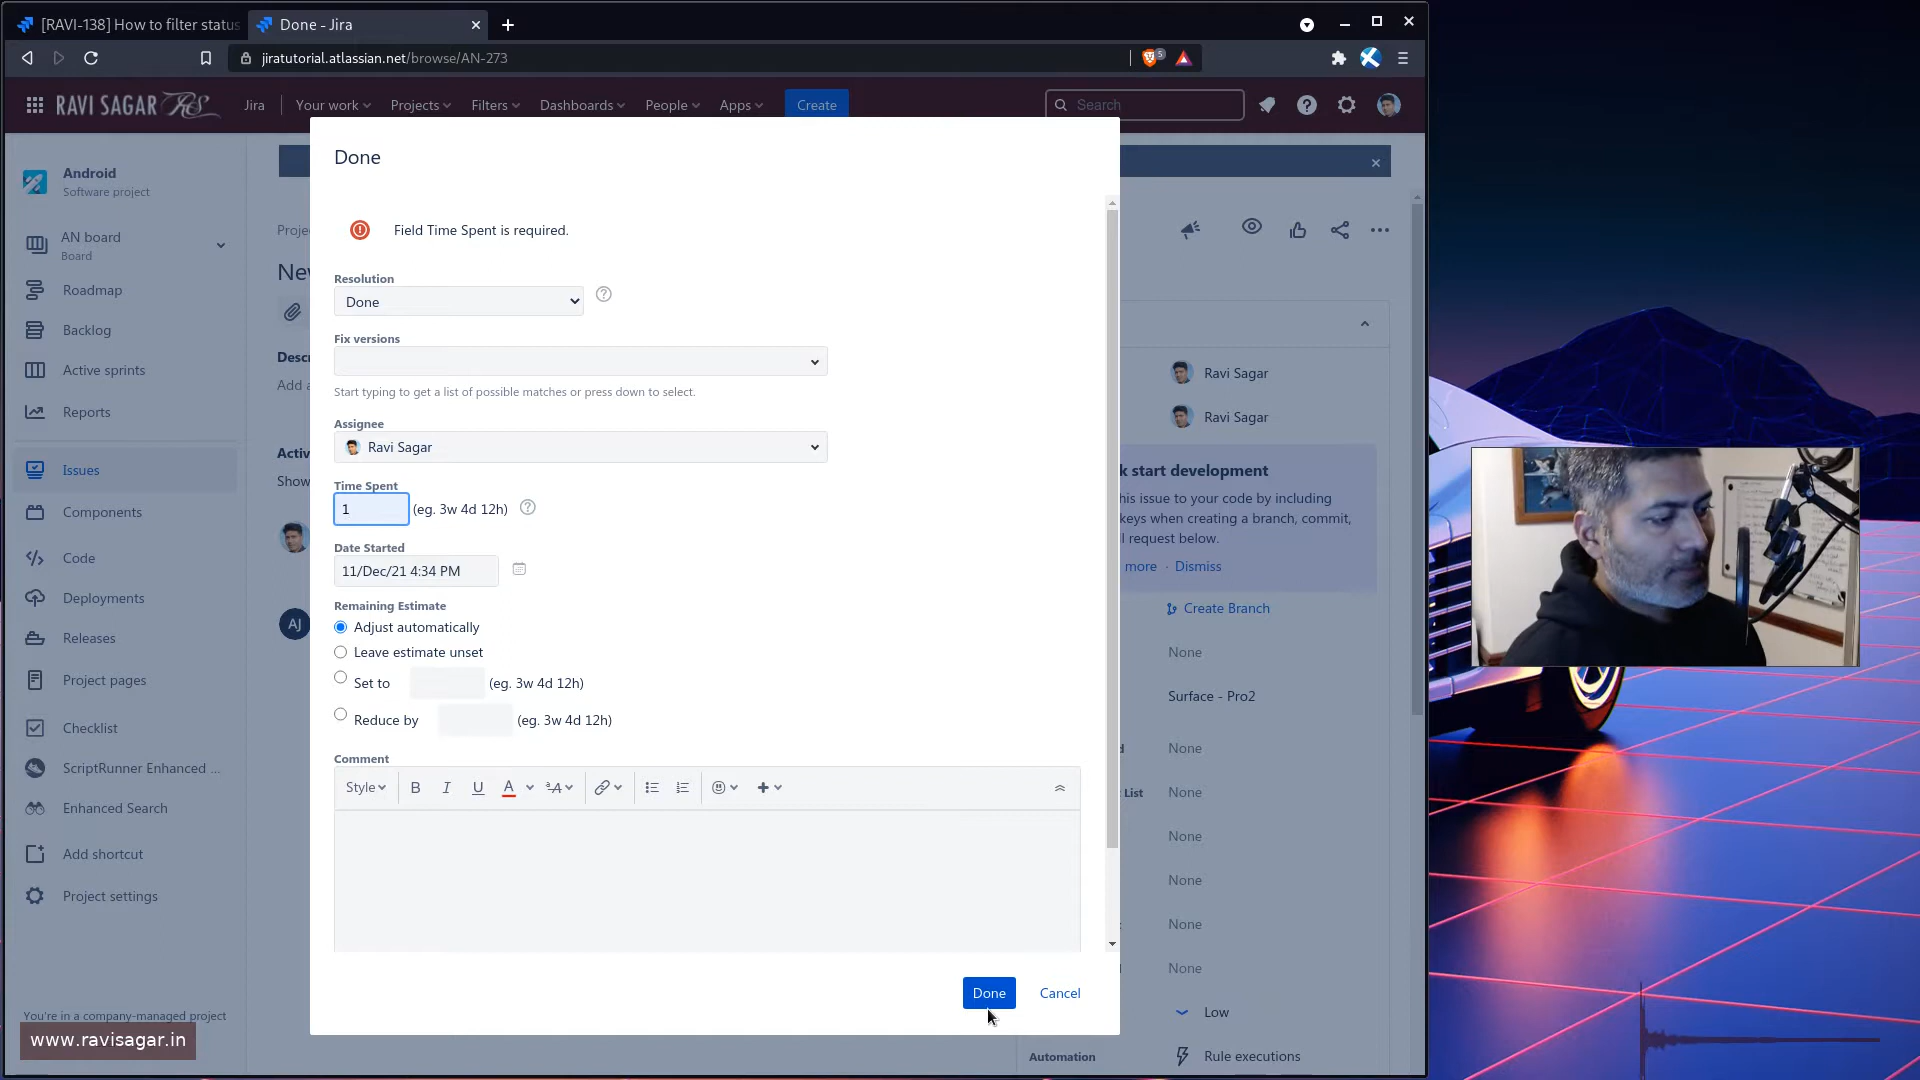 [RAVI-138] How to filter status
Done - Jira
jiratutorial.atlassian.net/browse/AN-273
5
RAVI SAGAR RS
Jira
Your work
Projects
Filters
Dashboards
People
Apps
Create
Search
Android
Software project
AN board
Board
Roadmap
Backlog
Active sprints
Reports
Issues
Components
Code
Deployments
Releases
Project pages
Checklist
ScriptRunner Enhanced ...
Enhanced Search
Add shortcut
Project settings
You're in a company-managed project
www.ravisagar.in
Proje
Nev
Descr
Add a
Activ
Show
AJ
Done
Field Time Spent is required.
Resolution
Done
Fix versions
Start typing to get a list of possible matches or press down to select.
Assignee
Ravi Sagar
Time Spent
1 (eg. 3w 4d 12h)
Date Started
11/Dec/21 4:34 PM
Remaining Estimate
Adjust automatically
Leave estimate unset
Set to (eg. 3w 4d 12h)
Reduce by (eg. 3w 4d 12h)
Comment
Style B I U A A
Done Cancel
Ravi Sagar
Ravi Sagar
k start development
his issue to your code by including
keys when creating a branch, commit,
l request below.
more · Dismiss
Create Branch
None
Surface - Pro2
d None
List None
None
None
None
None
Low
Automation
Rule executions